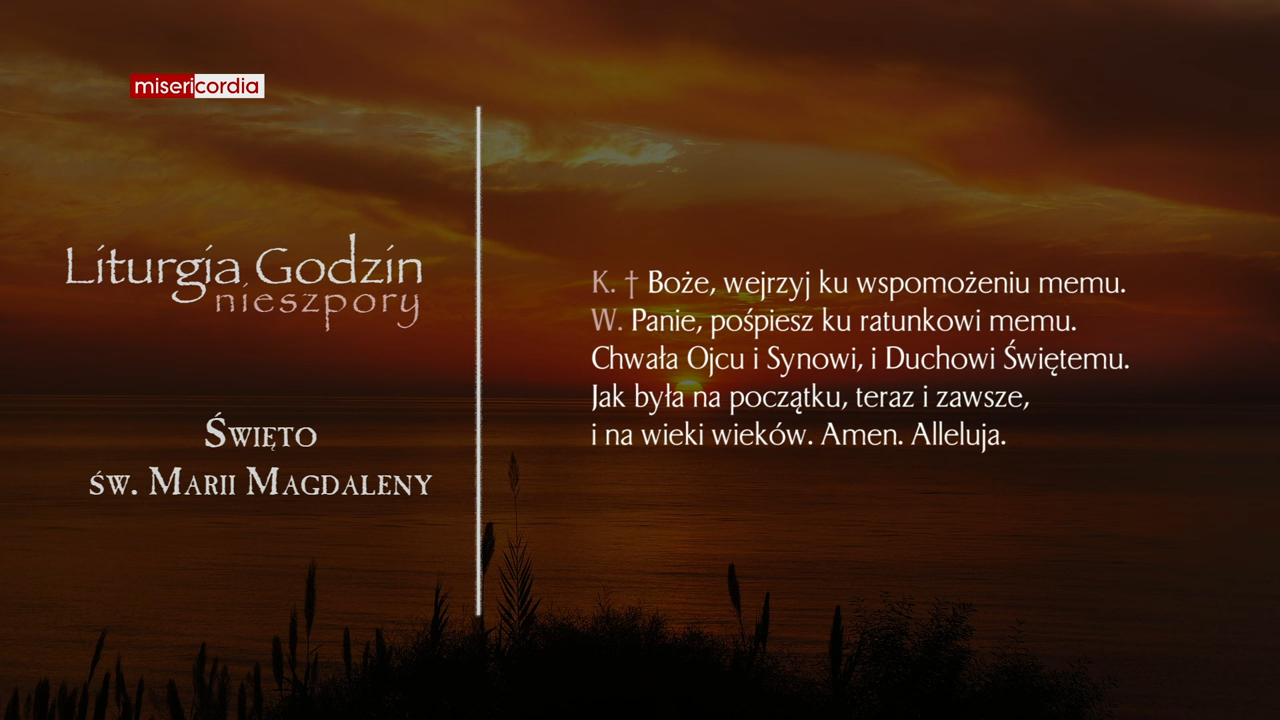 misericordia
Liturgia Godzin
nieszpory
Święto
św. Marii Magdaleny
K. † Boże, wejrzyj ku wspomożeniu memu.
W. Panie, pośpiesz ku ratunkowi memu.
Chwała Ojcu i Synowi, i Duchowi Świętemu.
Jak była na początku, teraz i zawsze,
i na wieki wieków. Amen. Alleluja.